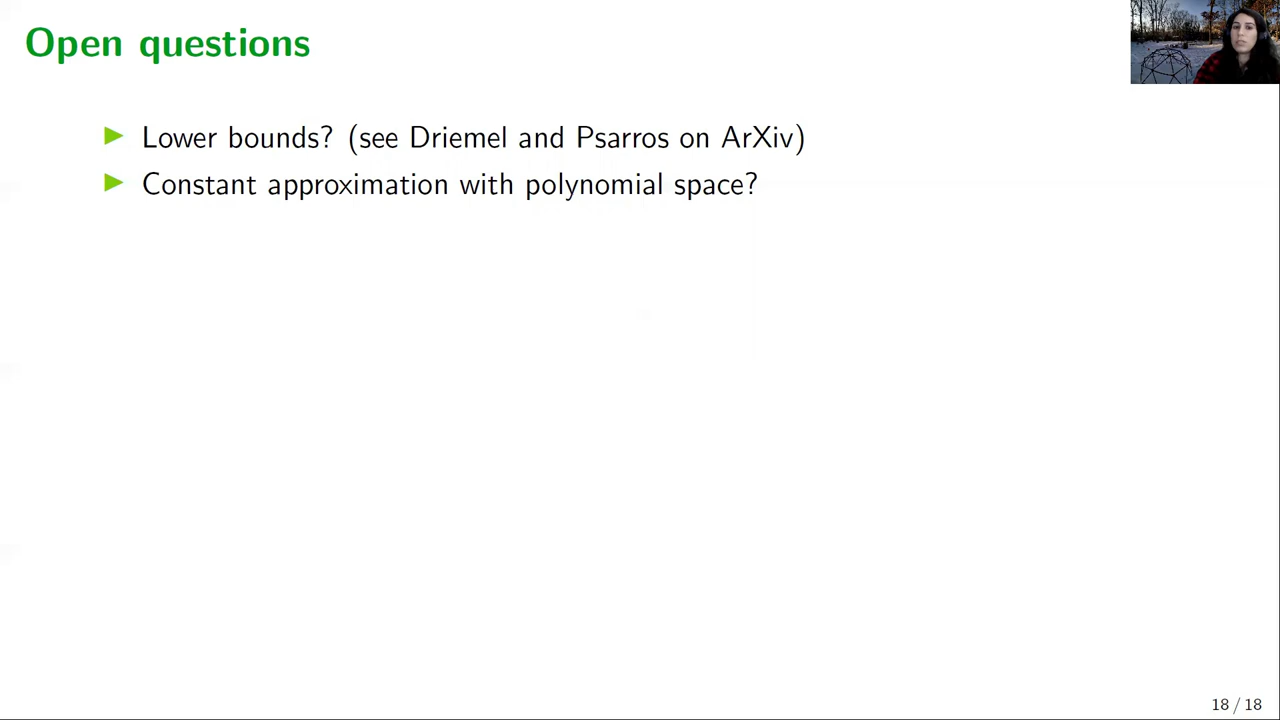 Open questions
Lower bounds? (see Driemel and Psarros on ArXiv)
Constant approximation with polynomial space?
18 / 18